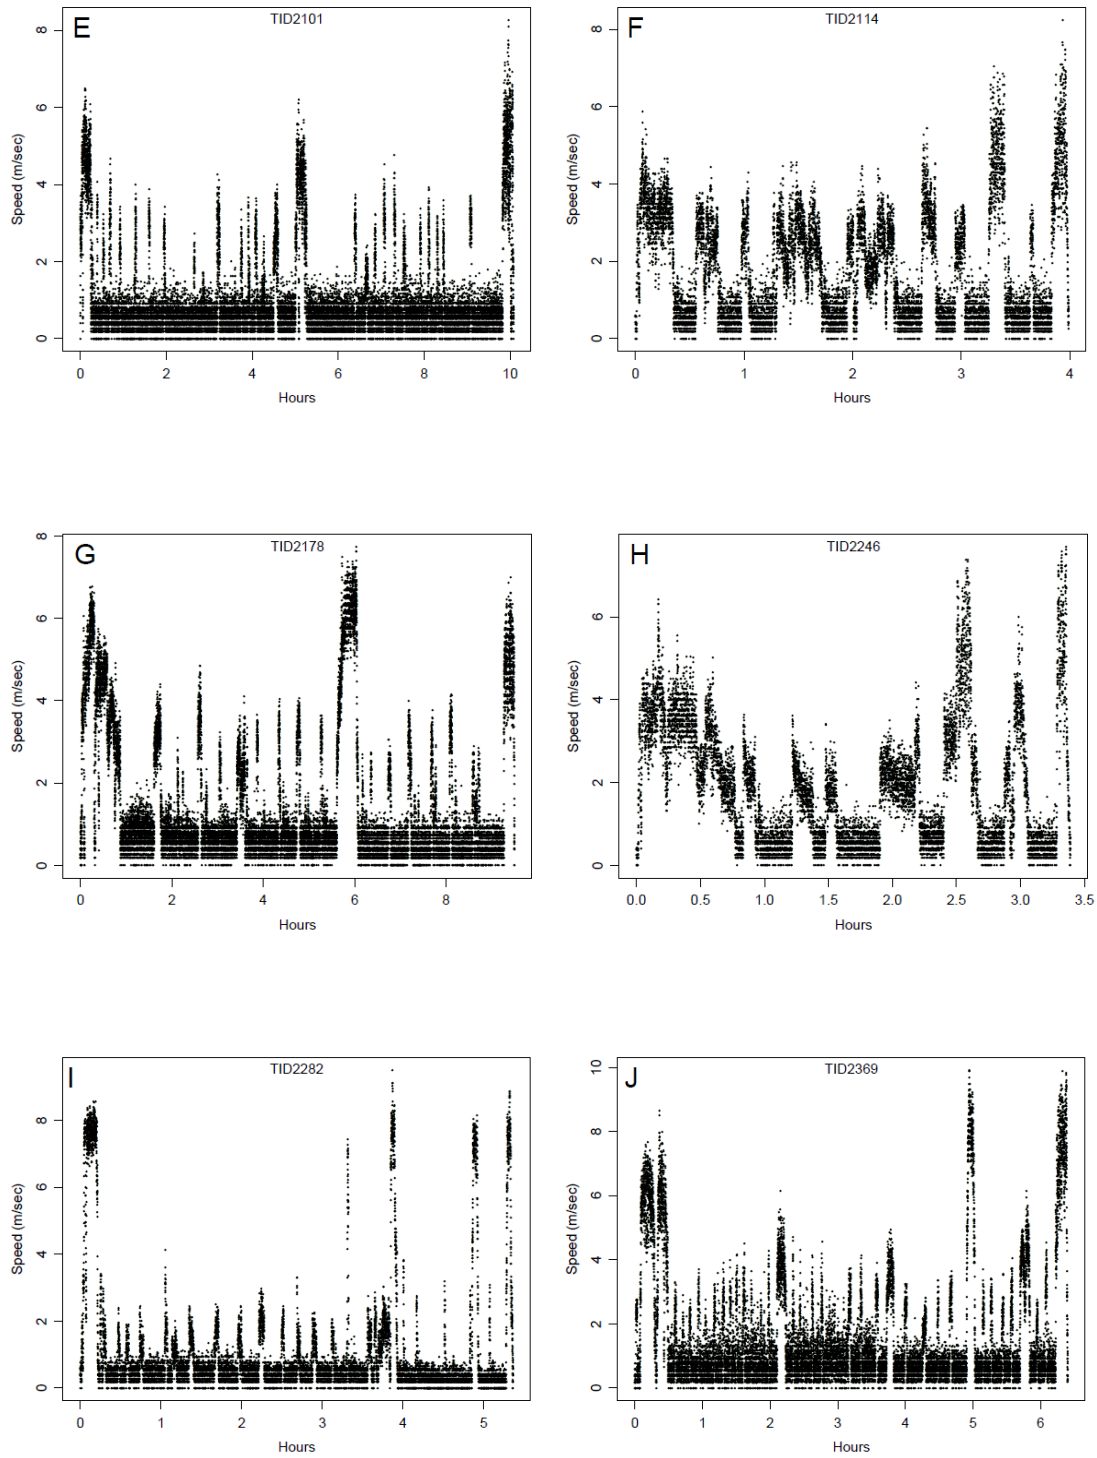 E
TID2101
8
6
4
2
0
Speed (m/sec)
0 2 4 6 8 10
Hours
F
TID2114
8
6
4
2
0
Speed (m/sec)
0 1 2 3 4
Hours
G
TID2178
8
6
4
2
0
Speed (m/sec)
0 2 4 6 8
Hours
H
TID2246
6
4
2
0
Speed (m/sec)
0.0 0.5 1.0 1.5 2.0 2.5 3.0 3.5
Hours
I
TID2282
8
6
4
2
0
Speed (m/sec)
0 1 2 3 4 5
Hours
J
TID2369
10
8
6
4
2
0
Speed (m/sec)
0 1 2 3 4 5 6
Hours